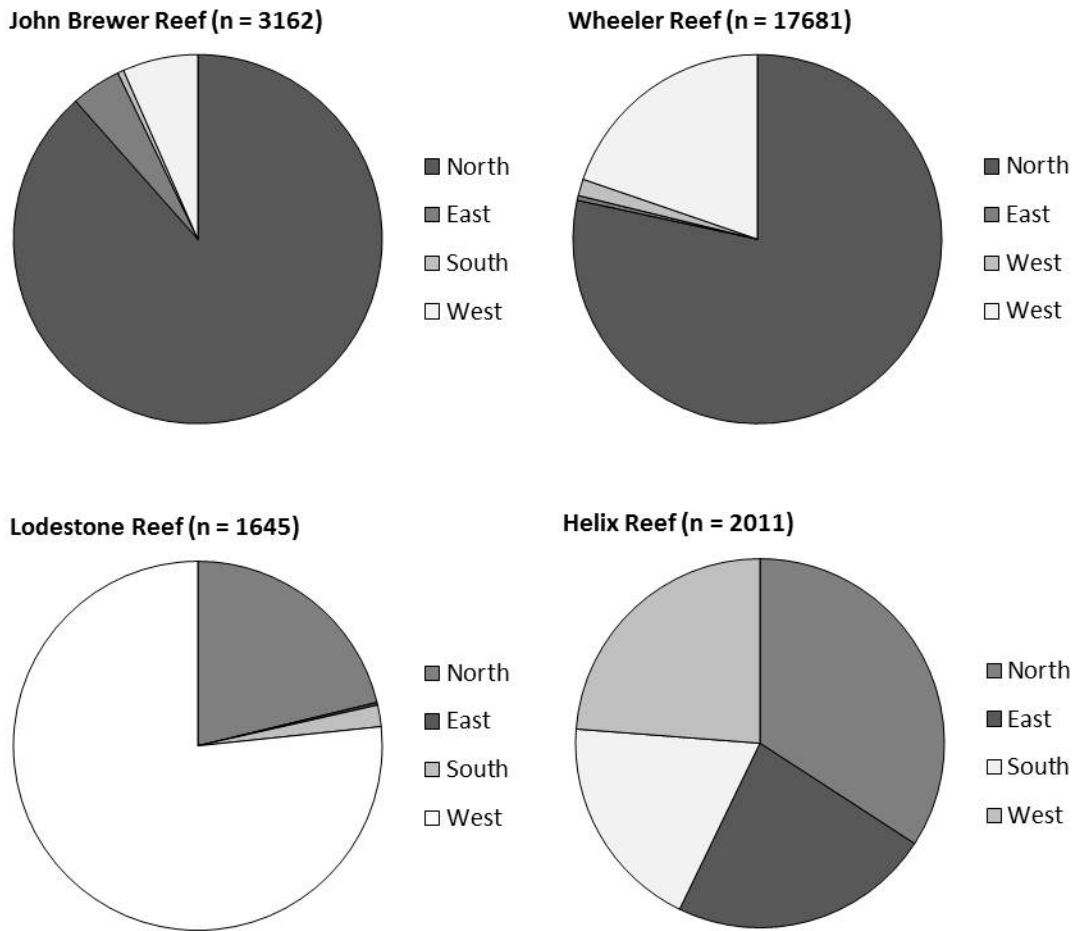 John Brewer Reef (n = 3162)
North
East
South
West
Wheeler Reef (n = 17681)
North
East
West
West
Lodestone Reef (n = 1645)
North
East
South
West
Helix Reef (n = 2011)
North
East
South
West